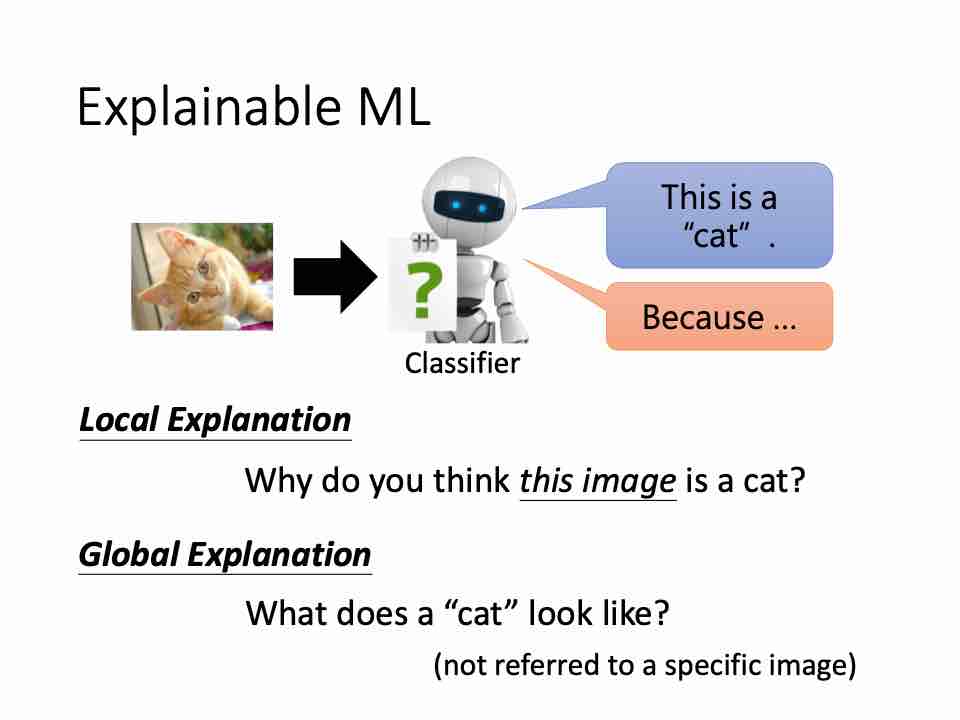 Explainable ML
This is a
“cat” .
?
Because …
Classifier
Local Explanation
Why do you think this image is a cat?
Global Explanation
What does a “cat” look like?
(not referred to a specific image)